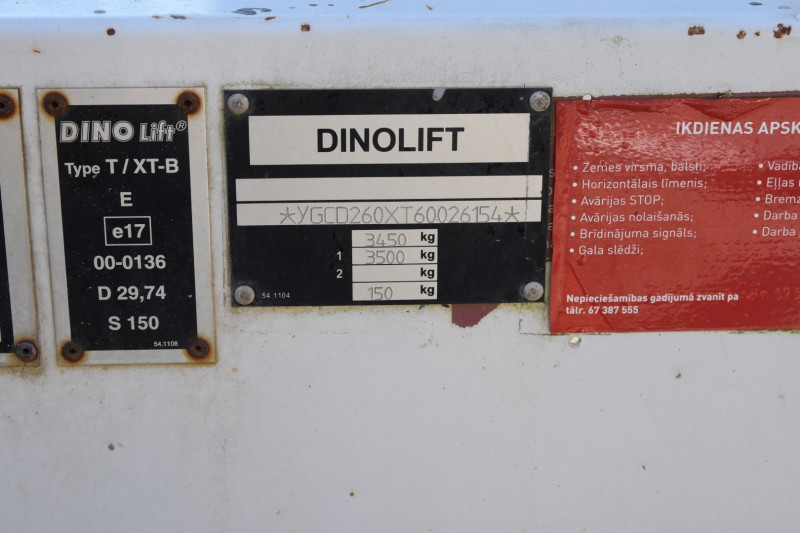 DINO Lift®
Type T/XT-B
E
e17
00-0136
D 29,74
S 150
54.1108
DINOLIFT
*YGCD260XT60026154*
3450 kg
1 3500 kg
2 kg
150 kg
54.1104
IKDIENAS APSK
• Zemes virsma, balsti;
• Horizontālais līmenis;
• Avārijas STOP;
• Avārijas nolaišanās;
• Brīdinājuma signāls;
• Gala slēdži;
• Vadība
• Eļļas
• Bremz
• Darba
• Darba
Nepieciešamības gadījumā zvanīt pa
tālr. 67 387 555